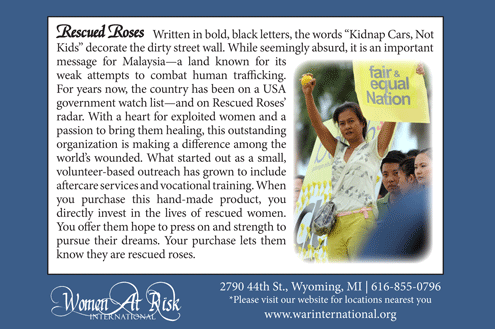 Rescued Roses Written in bold, black letters, the words “Kidnap Cars, Not
Kids” decorate the dirty street wall. While seemingly absurd, it is an important
message for Malaysia—a land known for its
weak attempts to combat human trafficking.
For years now, the country has been on a USA
government watch list—and on Rescued Roses’
radar. With a heart for exploited women and a
passion to bring them healing, this outstanding
organization is making a difference among the
world’s wounded. What started out as a small,
volunteer-based outreach has grown to include
aftercare services and vocational training. When
you purchase this hand-made product, you
directly invest in the lives of rescued women.
You offer them hope to press on and strength to
pursue their dreams. Your purchase lets them
know they are rescued roses.
fair &
equal
Nation
Women At Risk
INTERNATIONAL
2790 44th St., Wyoming, MI | 616-855-0796
*Please visit our website for locations nearest you
www.warinternational.org